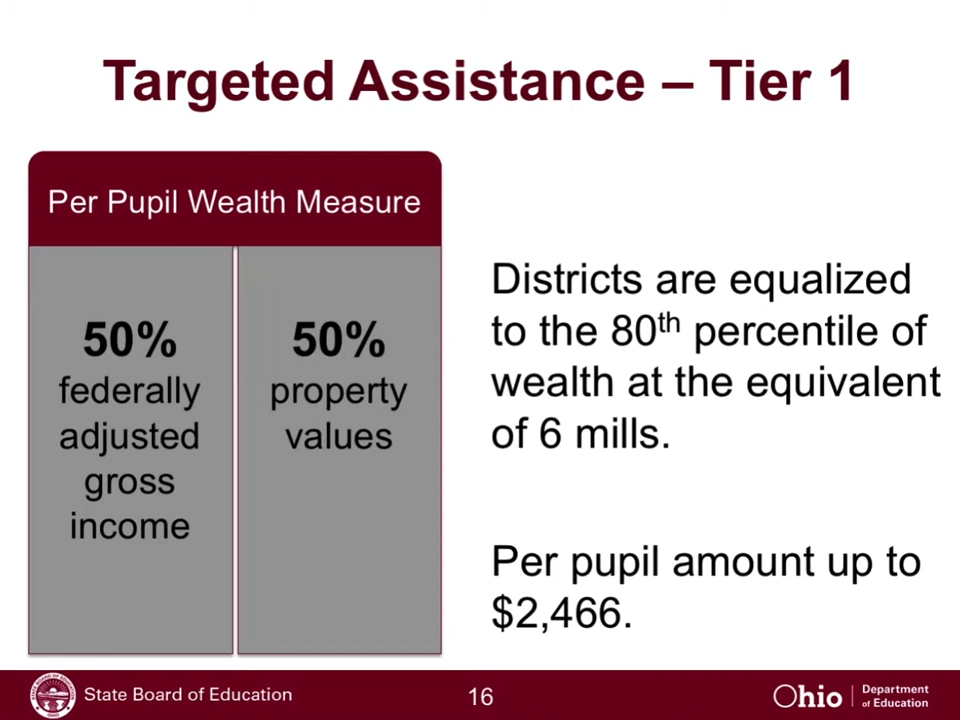 Targeted Assistance – Tier 1
Per Pupil Wealth Measure
50%
federally
adjusted
gross
income
50%
property
values
Districts are equalized
to the 80th percentile of
wealth at the equivalent
of 6 mills.
Per pupil amount up to
$2,466.
State Board of Education
16
Ohio
Department
of Education